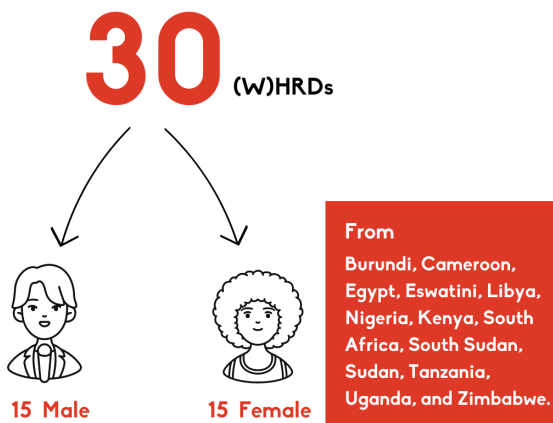 30 (W)HRDs
From
Burundi, Cameroon,
Egypt, Eswatini, Libya,
Nigeria, Kenya, South
Africa, South Sudan,
Sudan, Tanzania,
Uganda, and Zimbabwe.
15 Male
15 Female